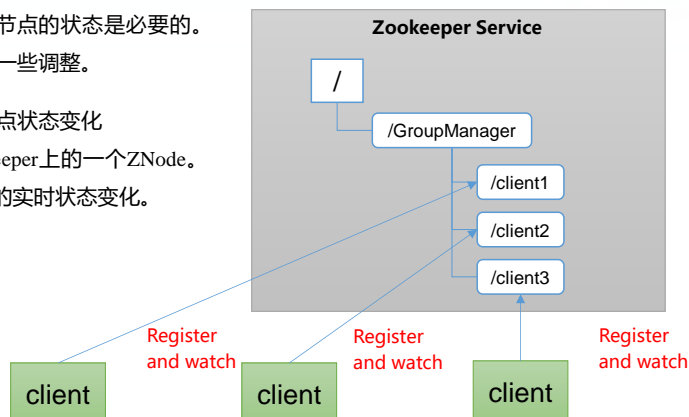 节点的状态是必要的。
一些调整。
点状态变化
eeper上的一个ZNode。
的实时状态变化。
Zookeeper Service
/
/GroupManager
/client1
/client2
/client3
Register
and watch
Register
and watch
Register
and watch
client
client
client